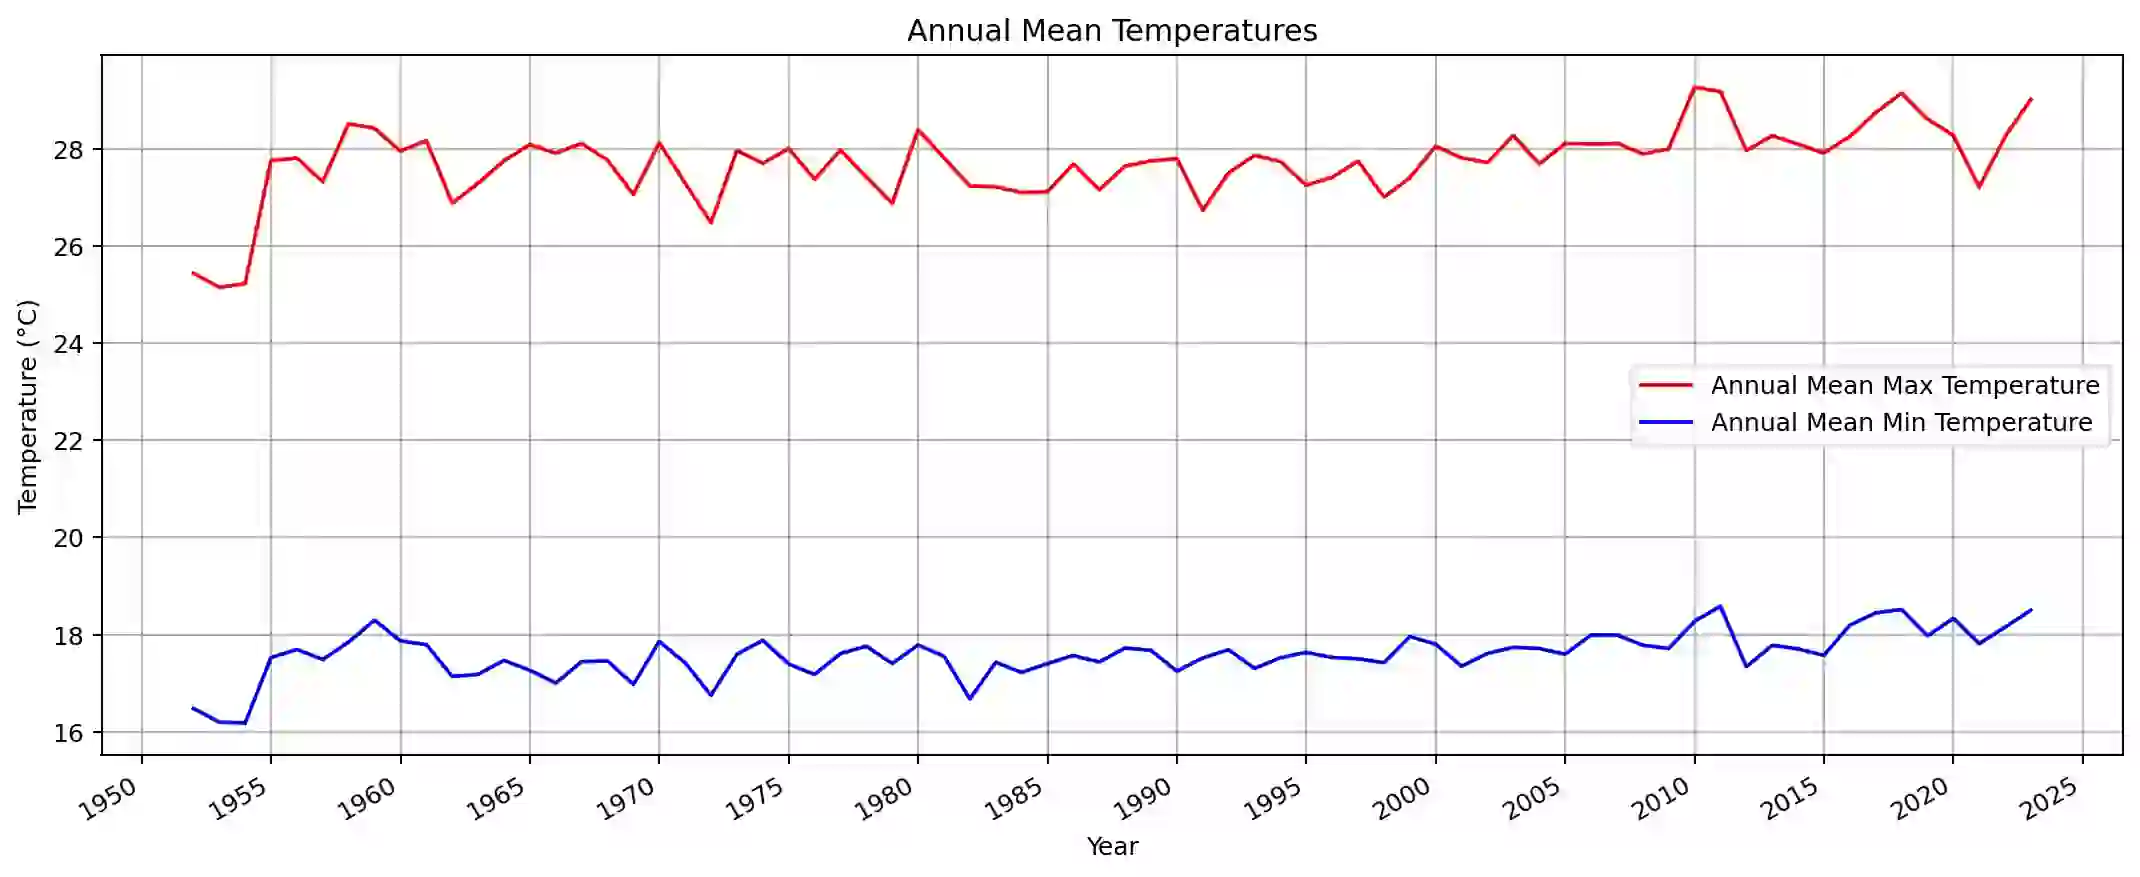 Annual Mean Temperatures
Temperature (°C)
28
26
24
22
20
18
16
Annual Mean Max Temperature
Annual Mean Min Temperature
1950 1955 1960 1965 1970 1975 1980 1985 1990 1995 2000 2005 2010 2015 2020 2025
Year